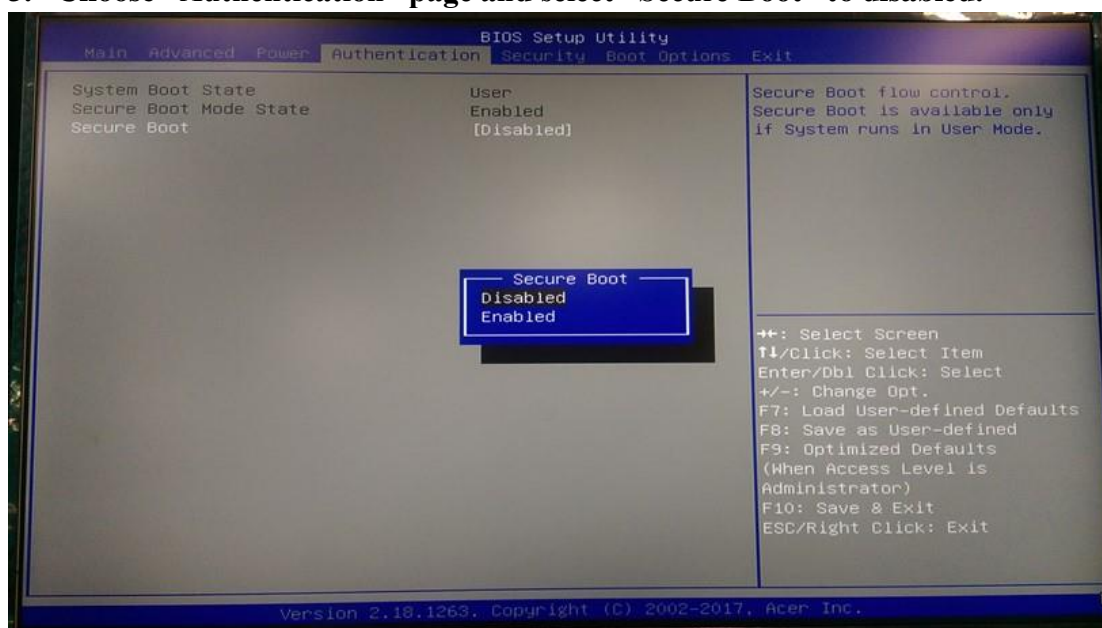 Choose "Authentication" page and select "Secure Boot" to disabled.
BIOS Setup Utility
Main Advanced Power Authentication Security Boot Options Exit
System Boot State User
Secure Boot Mode State Enabled
Secure Boot [Disabled]
Secure Boot flow control.
Secure Boot is available only
if System runs in User Mode.
Secure Boot
Disabled
Enabled
→←: Select Screen
↑↓/Click: Select Item
Enter/Dbl Click: Select
+/-: Change Opt.
F7: Load User-defined Defaults
F8: Save as User-defined
F9: Optimized Defaults
(When Access Level is
Administrator)
F10: Save & Exit
ESC/Right Click: Exit
Version 2.18.1263. Copyright (C) 2002-2017, Acer Inc.